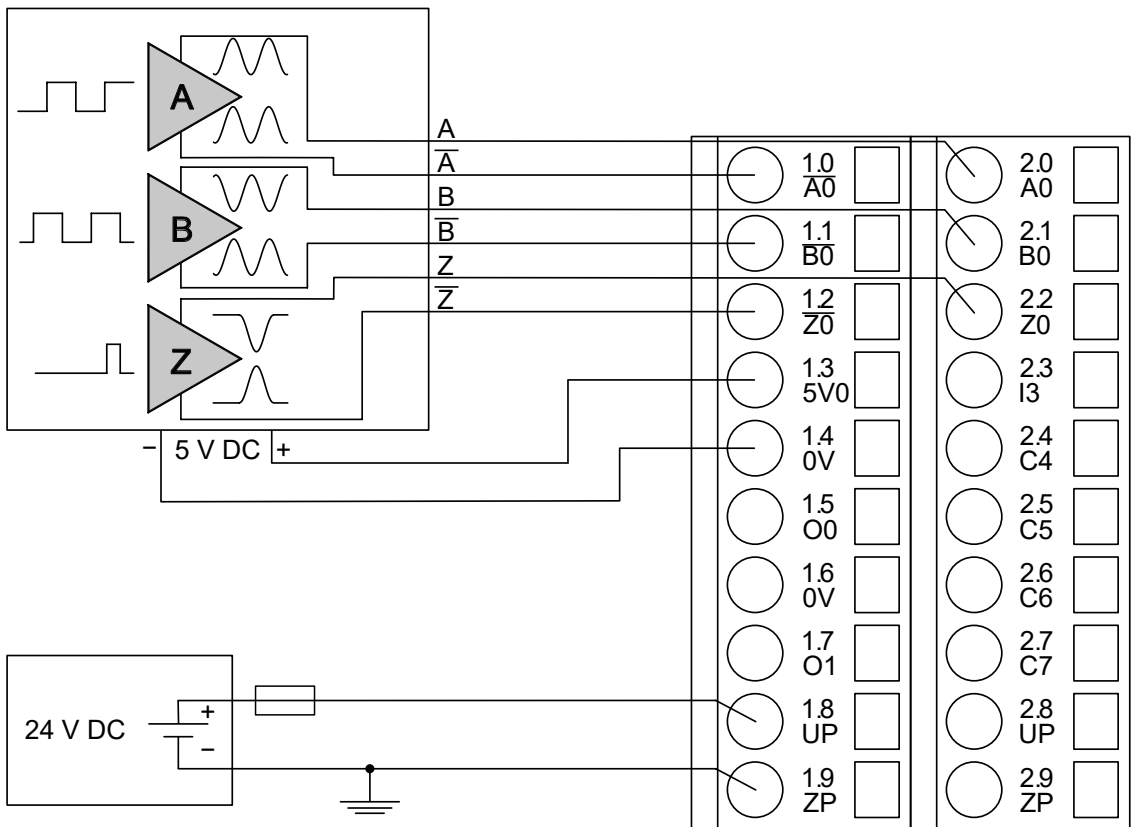 A
B
Z
A
A̅
B
B̅
Z
Z̅
− 5 V DC +
24 V DC
+
−
1.0
A̅0̅
1.1
B̅0̅
1.2
Z̅0̅
1.3
5V0
1.4
0V
1.5
O0
1.6
0V
1.7
O1
1.8
UP
1.9
ZP
2.0
A0
2.1
B0
2.2
Z0
2.3
I3
2.4
C4
2.5
C5
2.6
C6
2.7
C7
2.8
UP
2.9
ZP